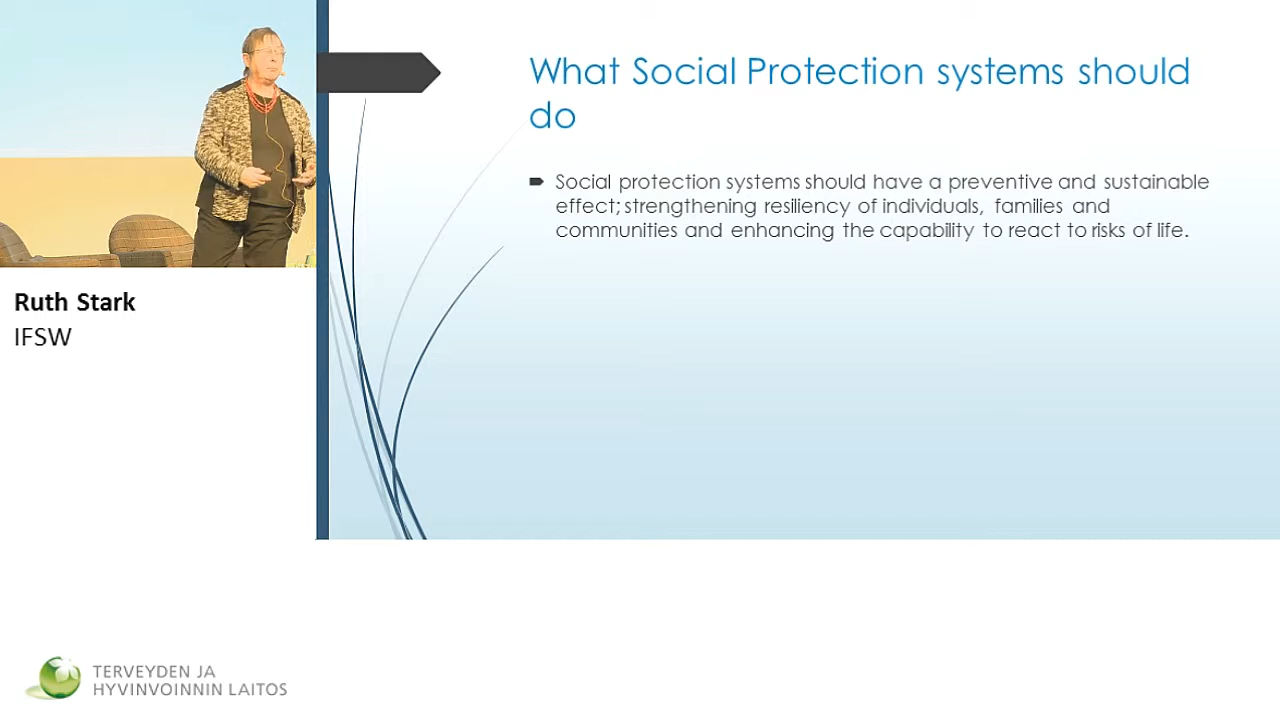 What Social Protection systems should
do
Social protection systems should have a preventive and sustainable
effect; strengthening resiliency of individuals, families and
communities and enhancing the capability to react to risks of life.
Ruth Stark
IFSW
TERVEYDEN JA
HYVINVOINNIN LAITOS